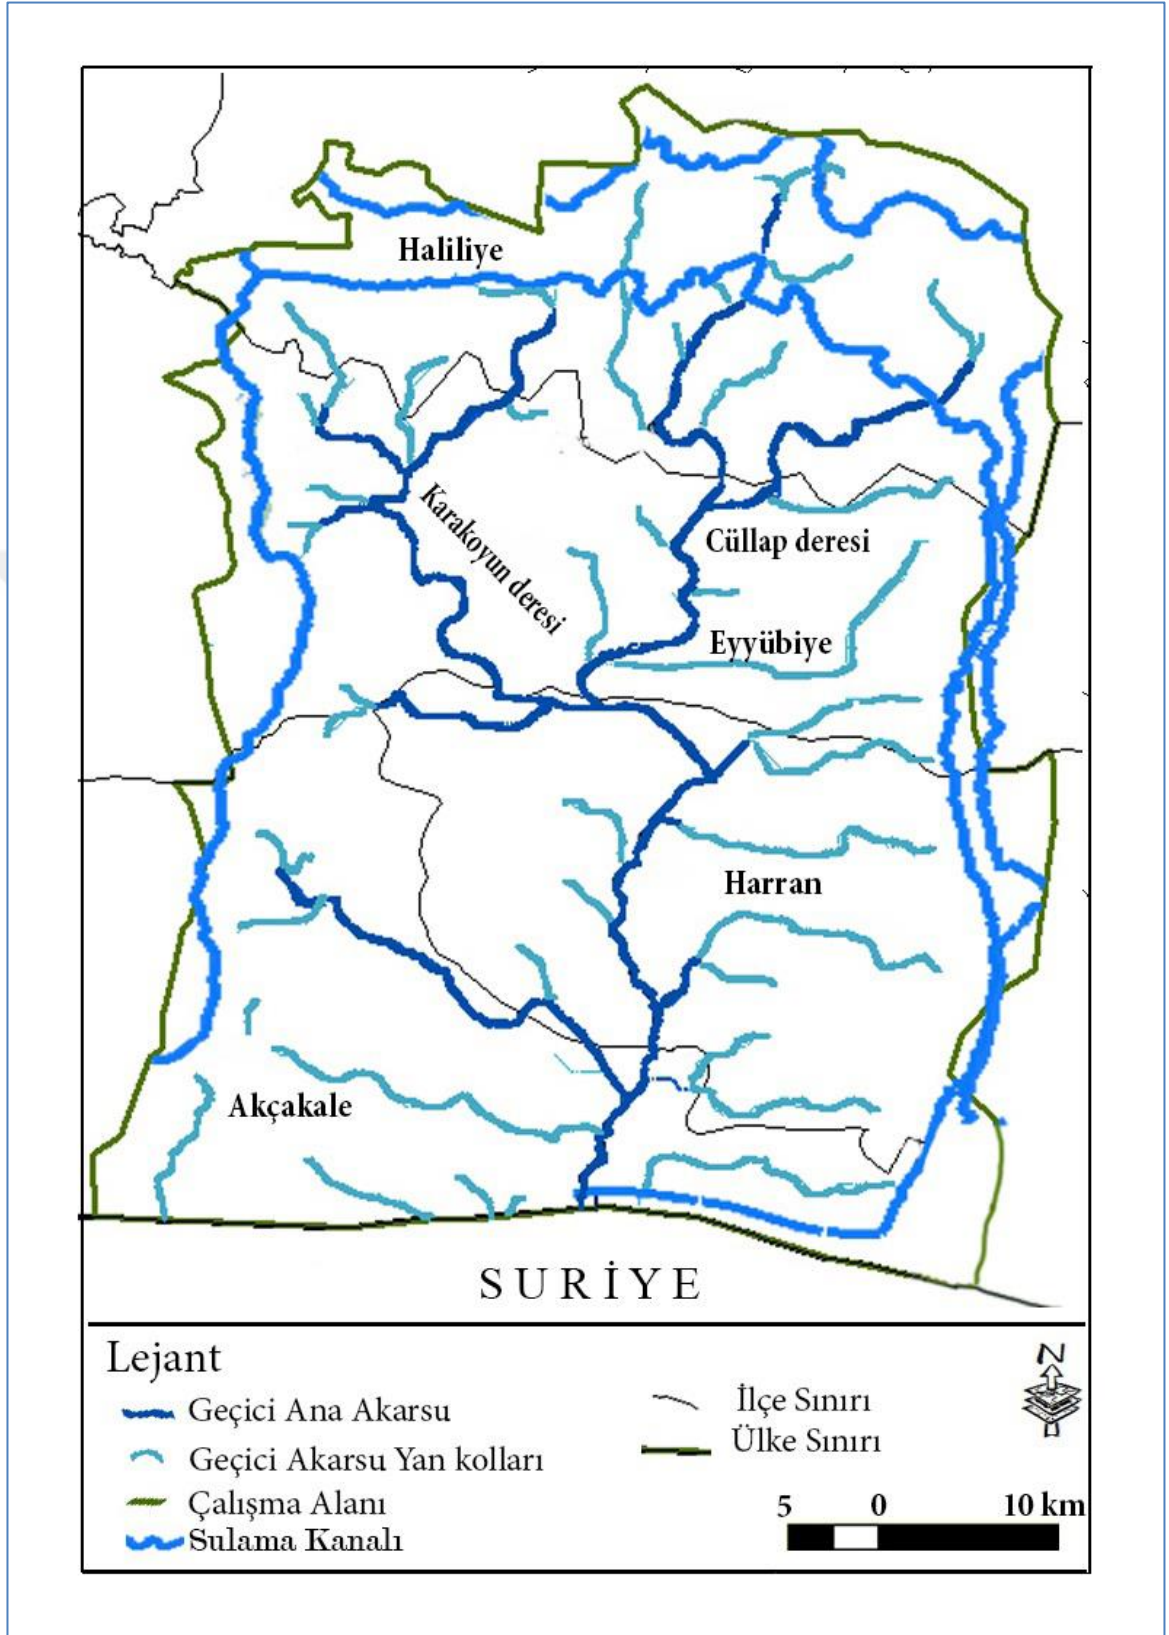 Haliliye
Karakoyun deresi
Cüllap deresi
Eyyübiye
Harran
Akçakale
SURİYE
Lejant
Geçici Ana Akarsu
Geçici Akarsu Yan kolları
Çalışma Alanı
Sulama Kanalı
İlçe Sınırı
Ülke Sınırı
N
5 0 10 km